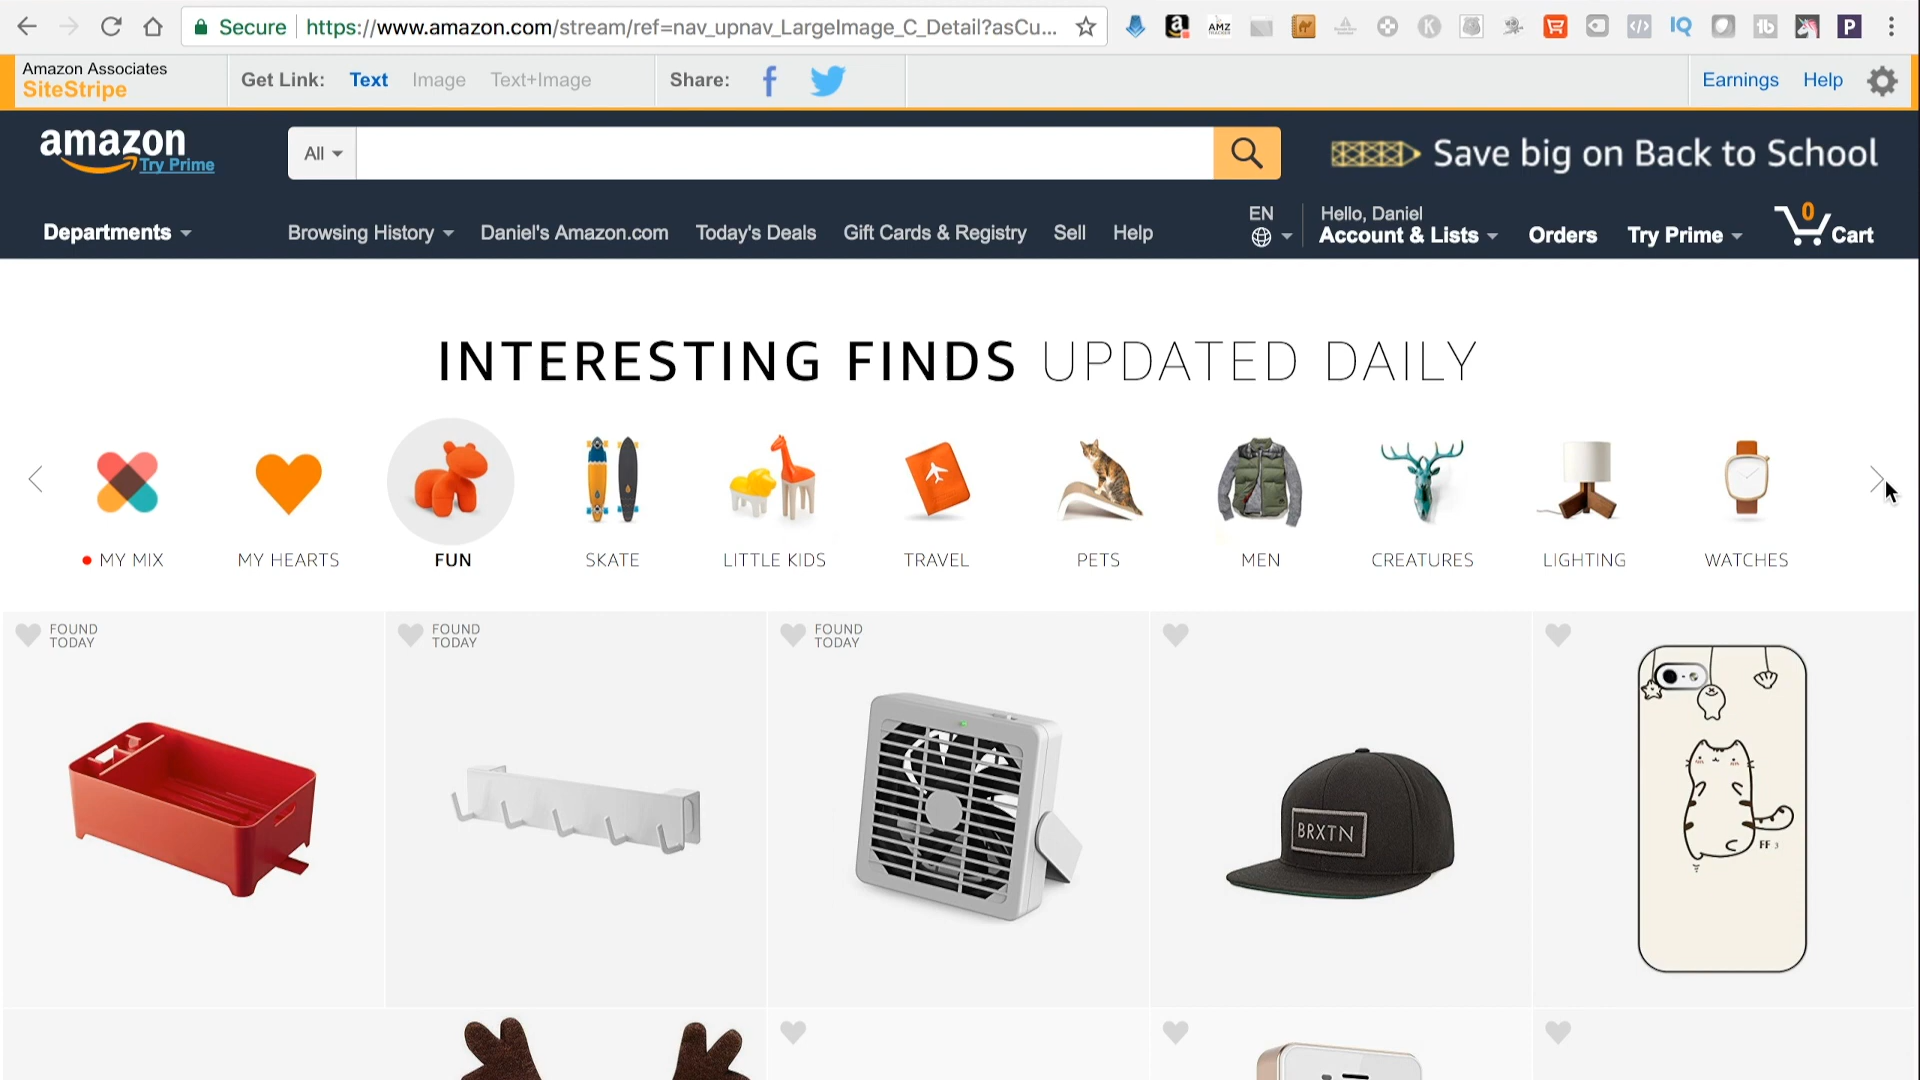 Secure https://www.amazon.com/stream/ref=nav_upnav_LargeImage_C_Detail?asCu...
Amazon Associates
SiteStripe
Get Link: Text Image Text+Image Share: Earnings Help
amazon
Try Prime
All
Save big on Back to School
Departments
Browsing History Daniel's Amazon.com Today's Deals Gift Cards & Registry Sell Help
EN
Hello, Daniel
Account & Lists
Orders
Try Prime
0
Cart
INTERESTING FINDS UPDATED DAILY
MY MIX MY HEARTS FUN SKATE LITTLE KIDS TRAVEL PETS MEN CREATURES LIGHTING WATCHES
FOUND
TODAY
FOUND
TODAY
FOUND
TODAY
BRXTN
FF